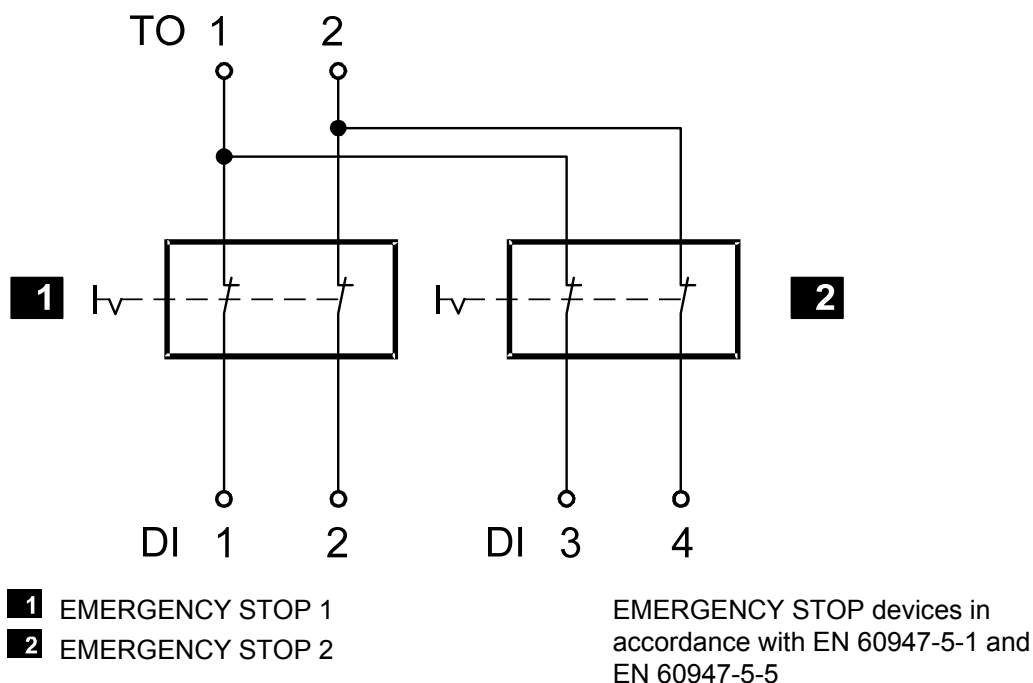 TO 1 2
1 2
DI 1 2 DI 3 4
1 EMERGENCY STOP 1
2 EMERGENCY STOP 2
EMERGENCY STOP devices in
accordance with EN 60947-5-1 and
EN 60947-5-5